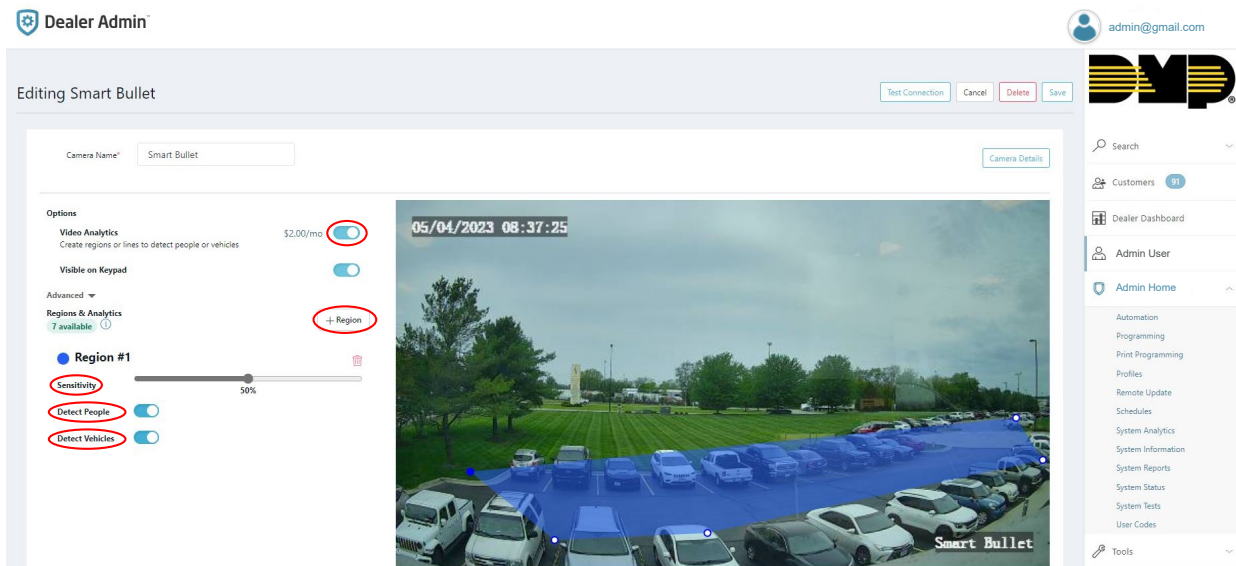 Dealer Admin™
admin@gmail.com
DMP®
Editing Smart Bullet
Test Connection
Cancel
Delete
Save
Camera Name*
Smart Bullet
Camera Details
Options
Video Analytics
$2.00/mo
Create regions or lines to detect people or vehicles
Visible on Keypad
Advanced
Regions & Analytics
7 available
+ Region
Region #1
Sensitivity
50%
Detect People
Detect Vehicles
05/04/2023 08:37:25
Smart Bullet
Search
Customers 91
Dealer Dashboard
Admin User
Admin Home
Automation
Programming
Print Programming
Profiles
Remote Update
Schedules
System Analytics
System Information
System Reports
System Status
System Tests
User Codes
Tools